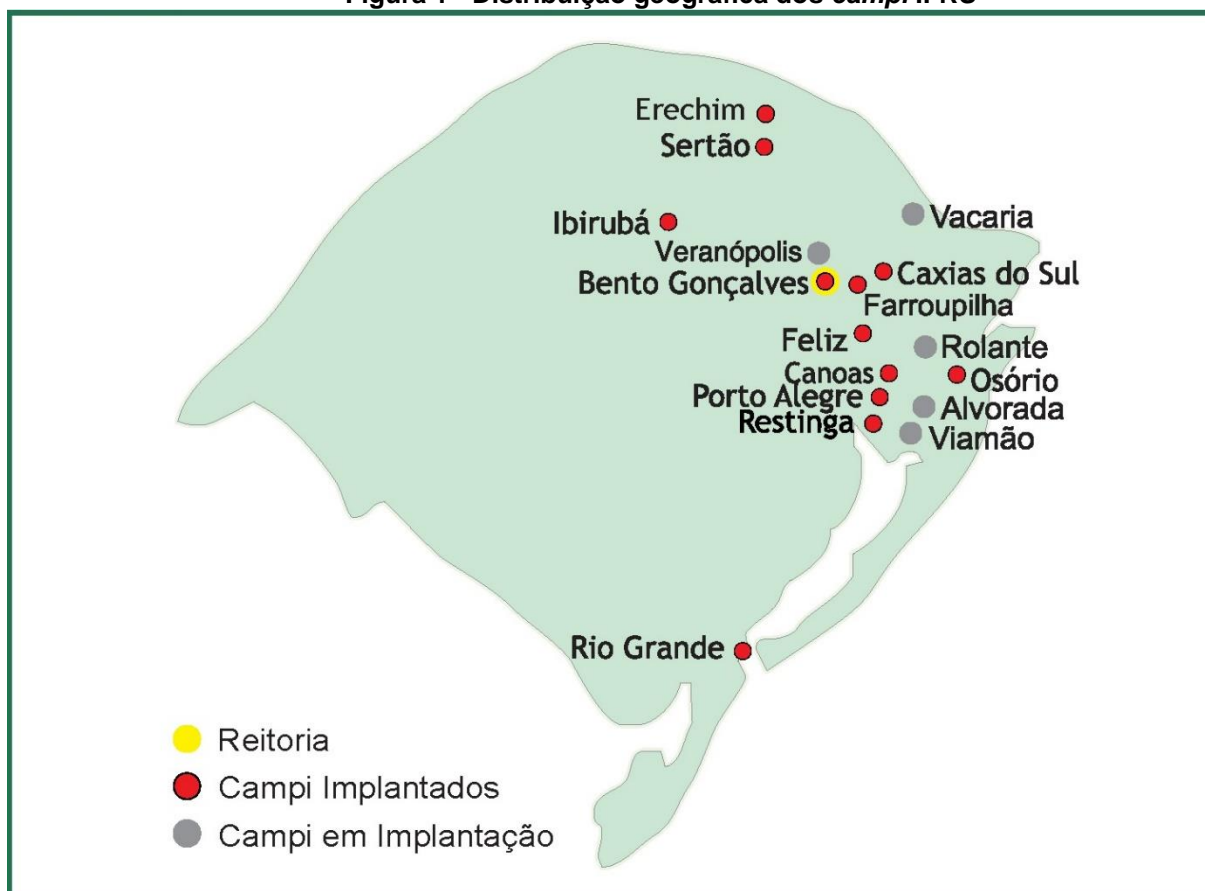 Erechim
Sertão
Ibirubá
Vacaria
Veranópolis
Bento Gonçalves
Caxias do Sul
Farroupilha
Feliz
Rolante
Canoas
Osório
Porto Alegre
Alvorada
Restinga
Viamão
Rio Grande
Reitoria
Campi Implantados
Campi em Implantação